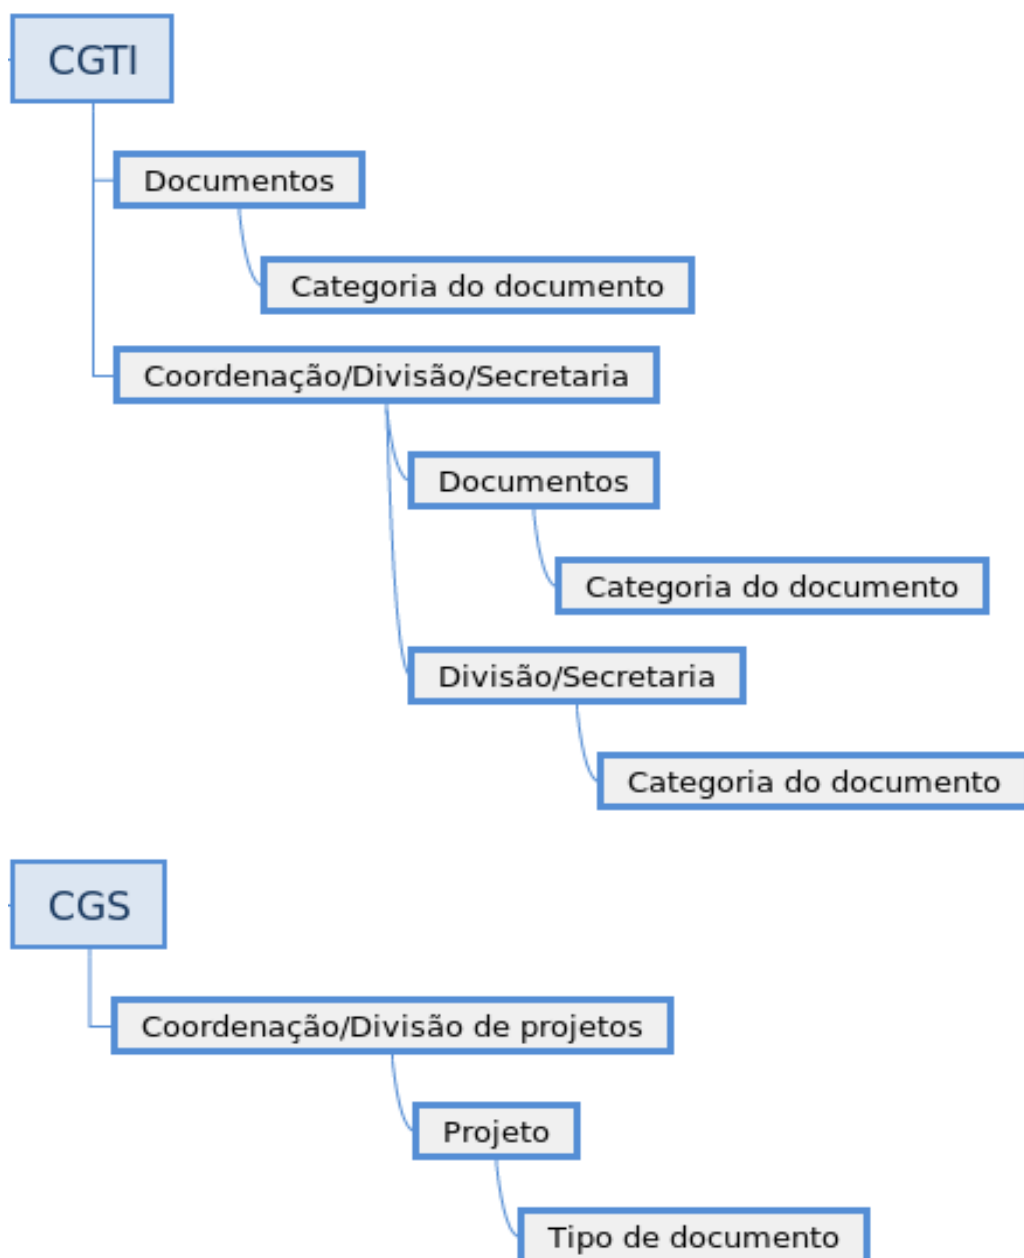 CGTI
Documentos
Categoria do documento
Coordenação/Divisão/Secretaria
Documentos
Categoria do documento
Divisão/Secretaria
Categoria do documento
CGS
Coordenação/Divisão de projetos
Projeto
Tipo de documento